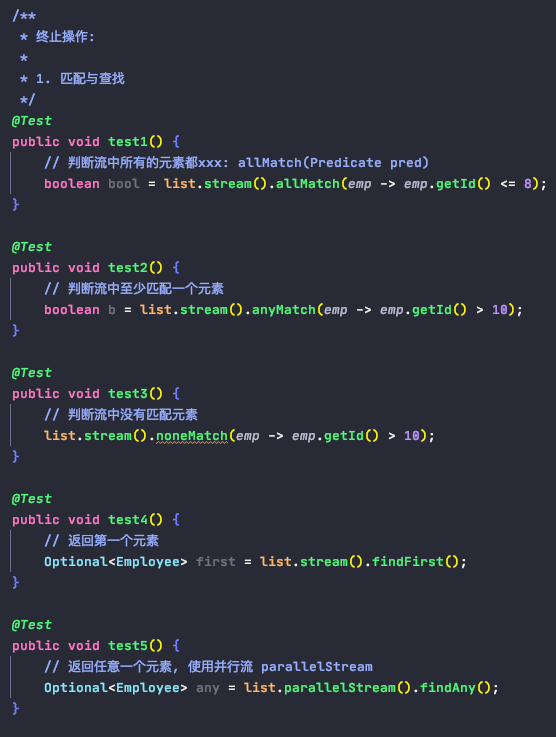 /**
 * 终止操作:
 *
 * 1. 匹配与查找
 */
@Test
public void test1() {
    // 判断流中所有的元素都xxx: allMatch(Predicate pred)
    boolean bool = list.stream().allMatch(emp -> emp.getId() <= 8);
}

@Test
public void test2() {
    // 判断流中至少匹配一个元素
    boolean b = list.stream().anyMatch(emp -> emp.getId() > 10);
}

@Test
public void test3() {
    // 判断流中没有匹配元素
    list.stream().noneMatch(emp -> emp.getId() > 10);
}

@Test
public void test4() {
    // 返回第一个元素
    Optional<Employee> first = list.stream().findFirst();
}

@Test
public void test5() {
    // 返回任意一个元素, 使用并行流 parallelStream
    Optional<Employee> any = list.parallelStream().findAny();
}